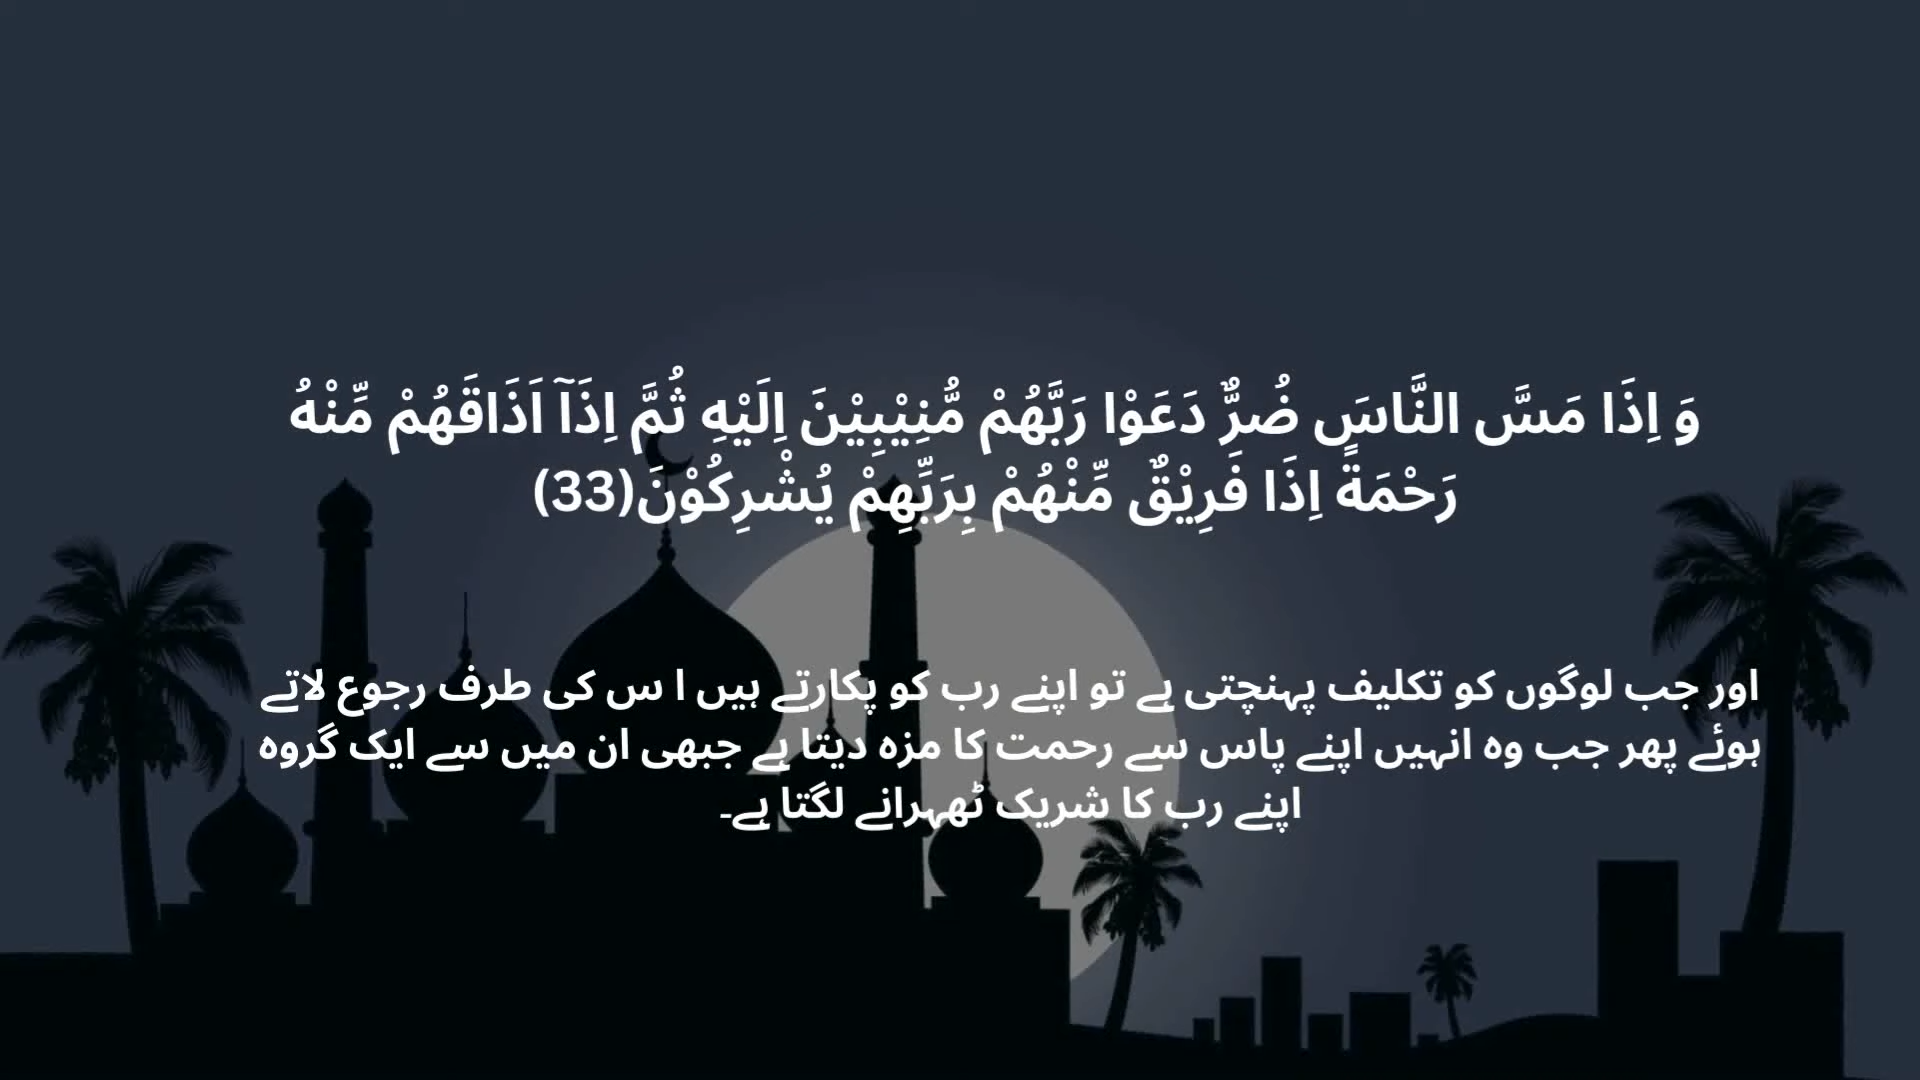 وَ اِذَا مَسَّ النَّاسَ ضُرٌّ دَعَوْا رَبَّهُمْ مُّنِیْبِیْنَ اِلَیْهِ ثُمَّ اِذَاۤ اَذَاقَهُمْ مِّنْهُ
رَحْمَةً اِذَا فَرِیْقٌ مِّنْهُمْ بِرَبِّهِمْ یُشْرِكُوْنَ(33)
اور جب لوگوں کو تکلیف پہنچتی ہے تو اپنے رب کو پکارتے ہیں ا س کی طرف رجوع لاتے
ہوئے پھر جب وہ انہیں اپنے پاس سے رحمت کا مزہ دیتا ہے جبھی ان میں سے ایک گروہ
اپنے رب کا شریک ٹھہرانے لگتا ہے۔